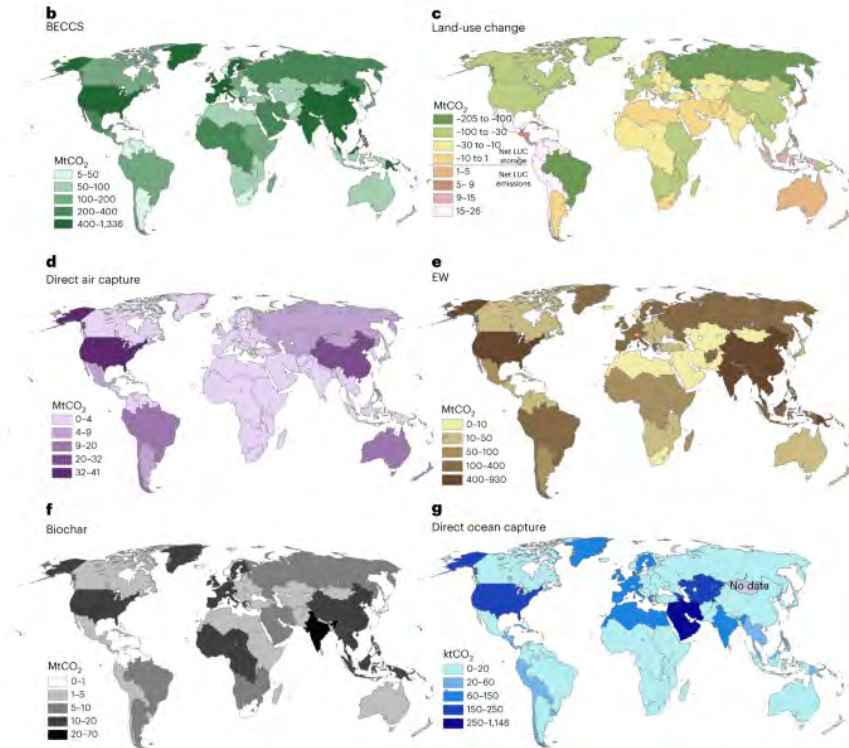 b
BECCS
MtCO₂
5–50
50–100
100–200
200–400
400–1,336
c
Land-use change
MtCO₂
–205 to –100
–100 to –30
–30 to –10
–10 to 1
1–5
5– 9
9–15
15–26
Net LUC
storage
Net LUC
emissions
d
Direct air capture
MtCO₂
0–4
4–9
9–20
20–32
32–41
e
EW
MtCO₂
0–10
10–50
50–100
100–400
400–930
f
Biochar
MtCO₂
0–1
1–5
5–10
10–20
20–70
g
Direct ocean capture
No data
ktCO₂
0–20
20–60
60–150
150–250
250–1,146